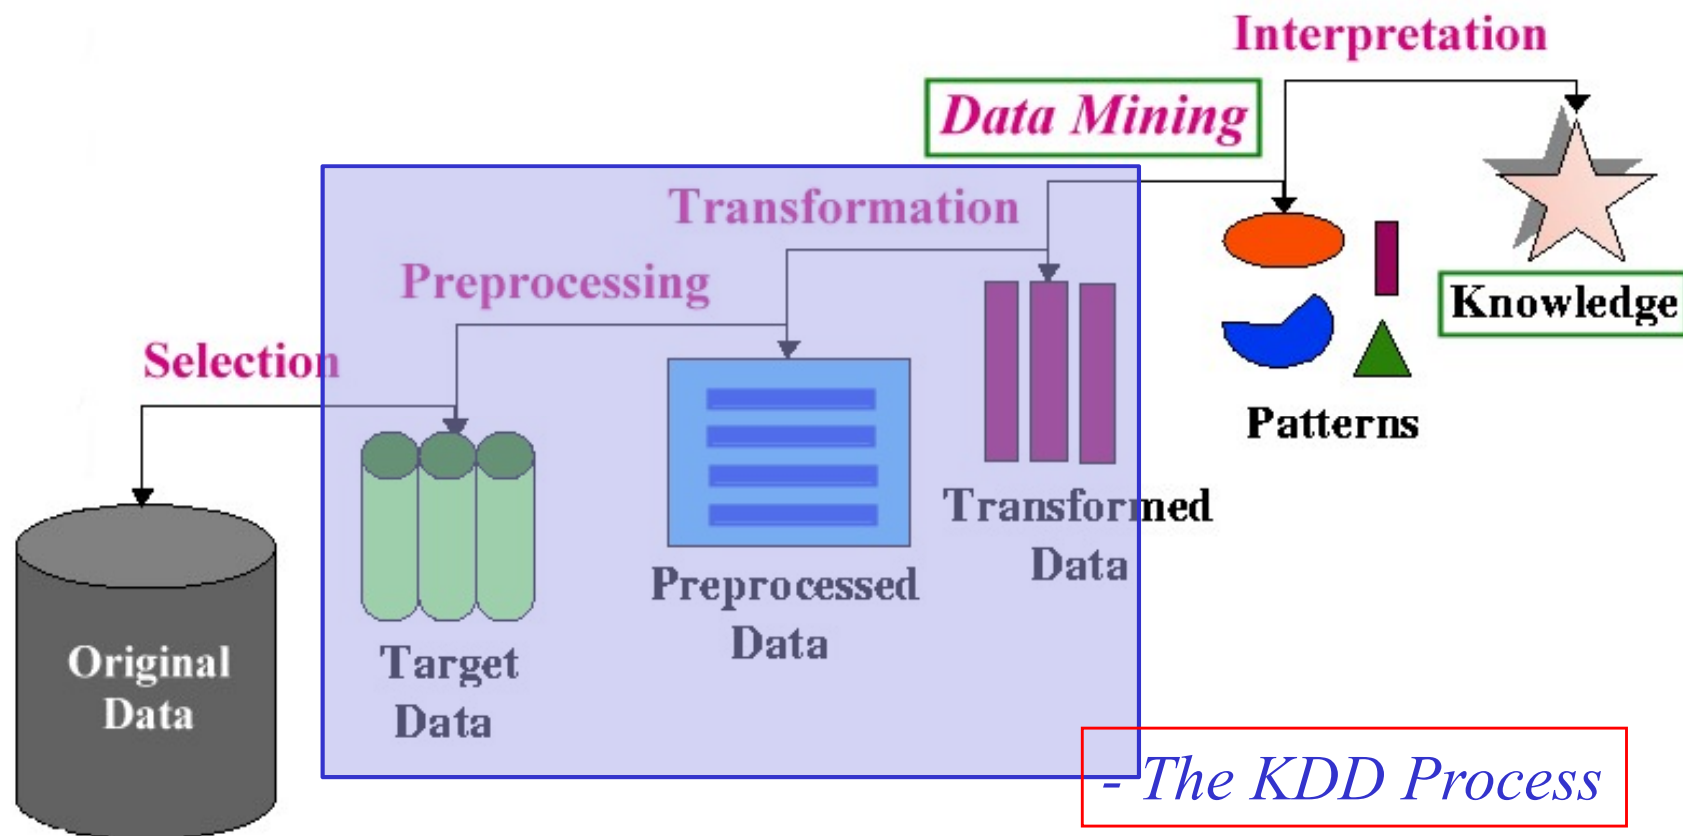 Interpretation
Data Mining
Transformation
Preprocessing
Selection
Knowledge
Patterns
Transformed
Data
Preprocessed
Data
Target
Data
Original
Data
- The KDD Process